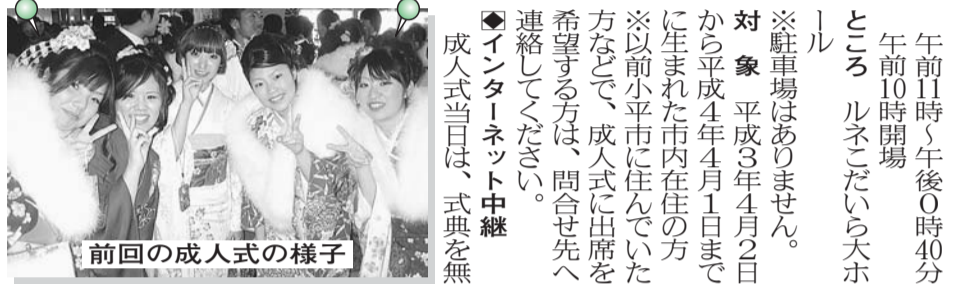 午前11時～午後0時40分
午前10時開場
ところ　ルネこだいら大ホ
ール
※駐車場はありません。
対　象　平成3年4月2日
から平成4年4月1日まで
に生まれた市内在住の方
※以前小平市に住んでいた
方などで、成人式に出席を
希望する方は、問合せ先へ
連絡してください。
◆インターネット中継
成人式当日は、式典を無
前回の成人式の様子